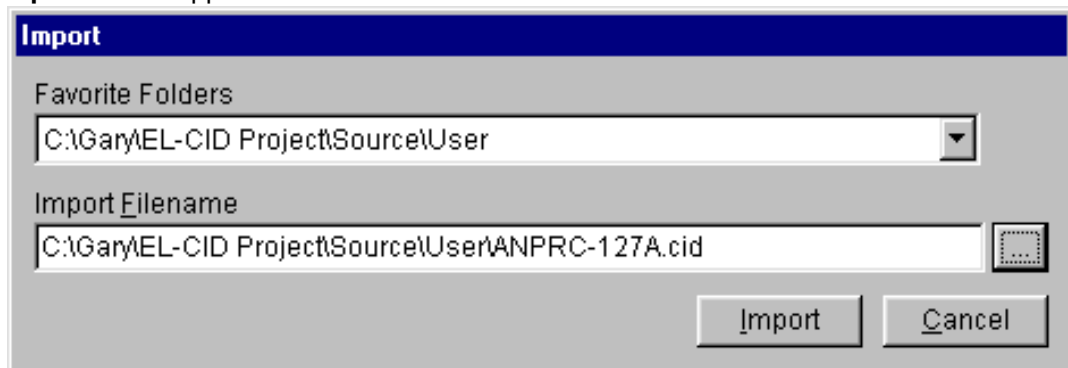 Import
Favorite Folders
C:\Gary\EL-CID Project\Source\User
Import Filename
C:\Gary\EL-CID Project\Source\User\ANPRC-127A.cid
...
Import Cancel